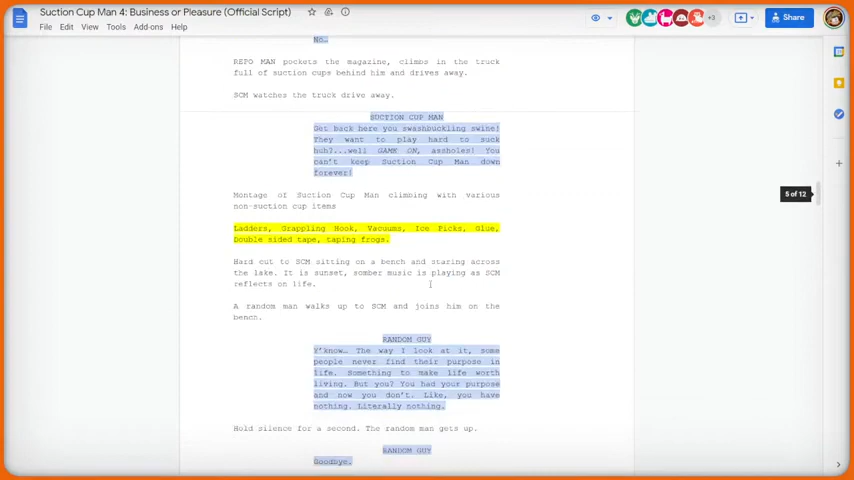 Suction Cup Man 4: Business or Pleasure (Official Script)
File Edit View Tools Add-ons Help
+3
Share
No…
REPO MAN pockets the magazine, climbs in the truck
full of suction cups behind him and drives away.
SCM watches the truck drive away.
SUCTION CUP MAN
Get back here you swashbuckling swine!
They want to play hard to suck
huh?...well GAME ON, assholes! You
can't keep Suction Cup Man down
forever!
5 of 12
Montage of Suction Cup Man climbing with various
non-suction cup items
Ladders, Grappling Hook, Vacuums, Ice Picks, Glue,
Double sided tape, taping frogs.
Hard cut to SCM sitting on a bench and staring across
the lake. It is sunset, somber music is playing as SCM
reflects on life.
A random man walks up to SCM and joins him on the
bench.
RANDOM GUY
Y'know… The way I look at it, some
people never find their purpose in
life. Something to make life worth
living. But you? You had your purpose
and now you don't. Like, you have
nothing. Literally nothing.
Hold silence for a second. The random man gets up.
RANDOM GUY
Goodbye.